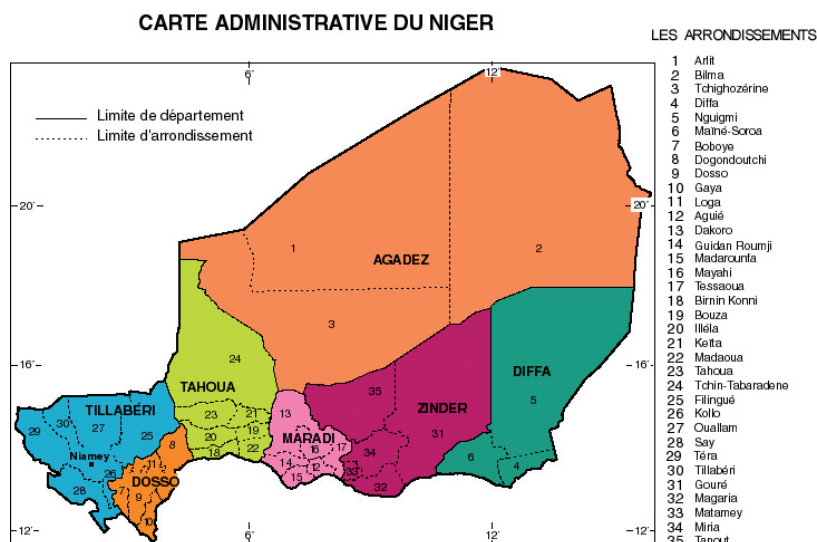 CARTE ADMINISTRATIVE DU NIGER
LES ARRONDISSEMENTS
1 Arlit
2 Bilma
3 Tchighozérine
4 Diffa
5 Nguigmi
6 Maïné-Soroa
7 Boboye
8 Dogondoutchi
9 Dosso
10 Gaya
11 Loga
12 Aguié
13 Dakoro
14 Guidan Roumji
15 Madarounfa
16 Mayahi
17 Tessaoua
18 Birnin Konni
19 Bouza
20 Illéla
21 Keïta
22 Madaoua
23 Tahoua
24 Tchin-Tabaradene
25 Filingué
26 Kollo
27 Ouallam
28 Say
29 Téra
30 Tillabéri
31 Gouré
32 Magaria
33 Matamey
34 Miria
35 Tanout
6'
12'
Limite de département
Limite d'arrondissement
20'
20'
1
AGADEZ
2
3
16'
16'
24
TAHOUA
35
DIFFA
5
TILLABÉRI
ZINDER
29
30
27
25
23
21
13
20
19
MARADI
31
8
18
22
16
17
34
6
4
Niamey
26
11
14
12
33
28
DOSSO
7
9
15
32
10
12'
6'
12'
12'